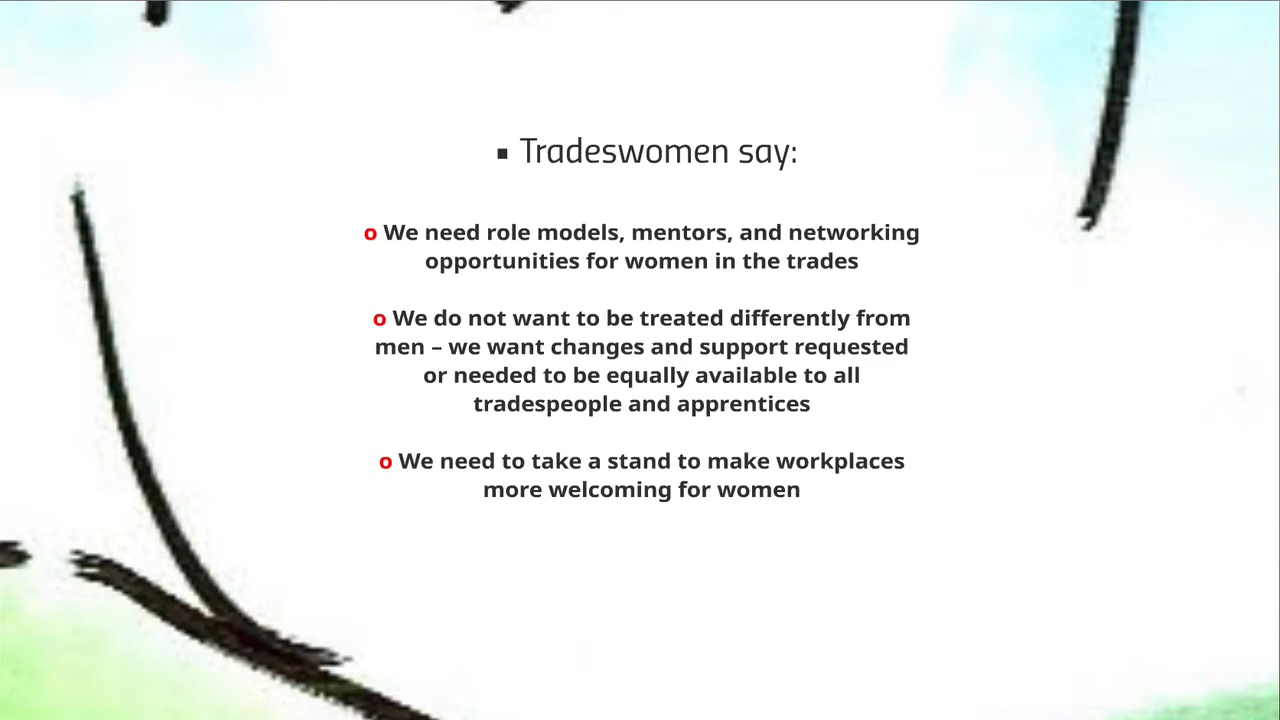 ▪ Tradeswomen say:
o We need role models, mentors, and networking
opportunities for women in the trades
o We do not want to be treated differently from
men – we want changes and support requested
or needed to be equally available to all
tradespeople and apprentices
o We need to take a stand to make workplaces
more welcoming for women